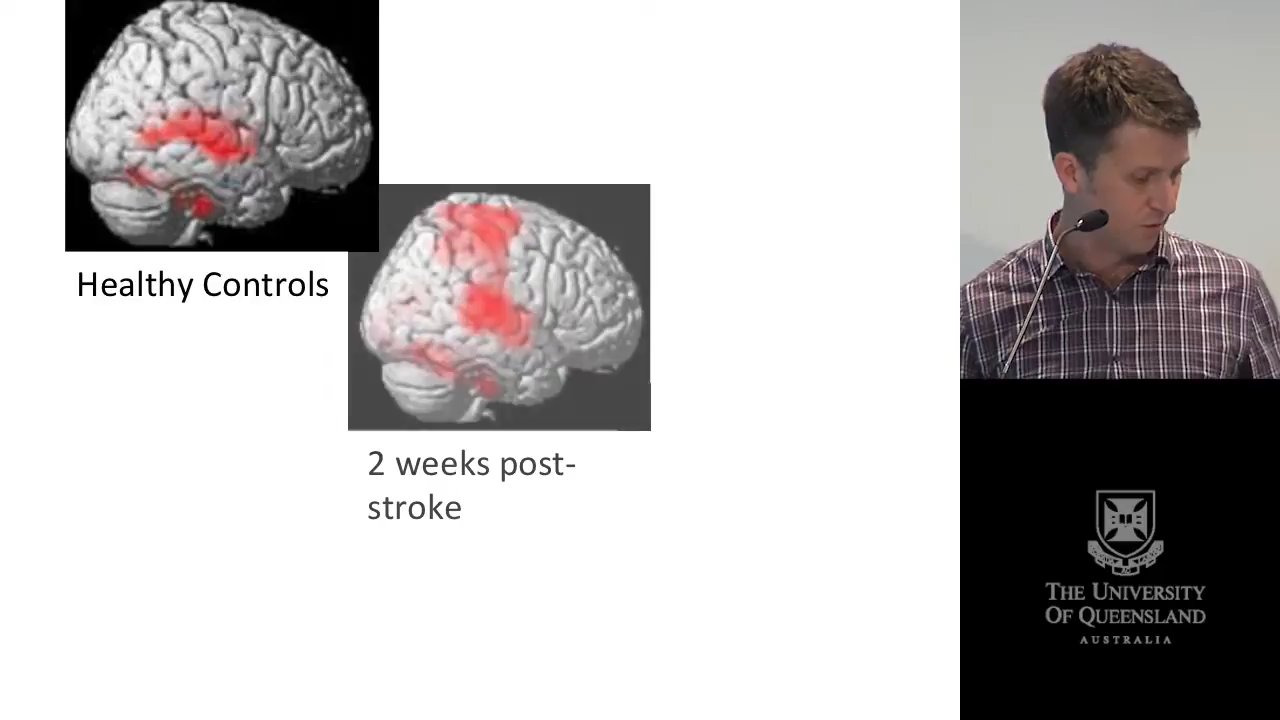 Healthy Controls
2 weeks post-
stroke
THE UNIVERSITY
OF QUEENSLAND
AUSTRALIA